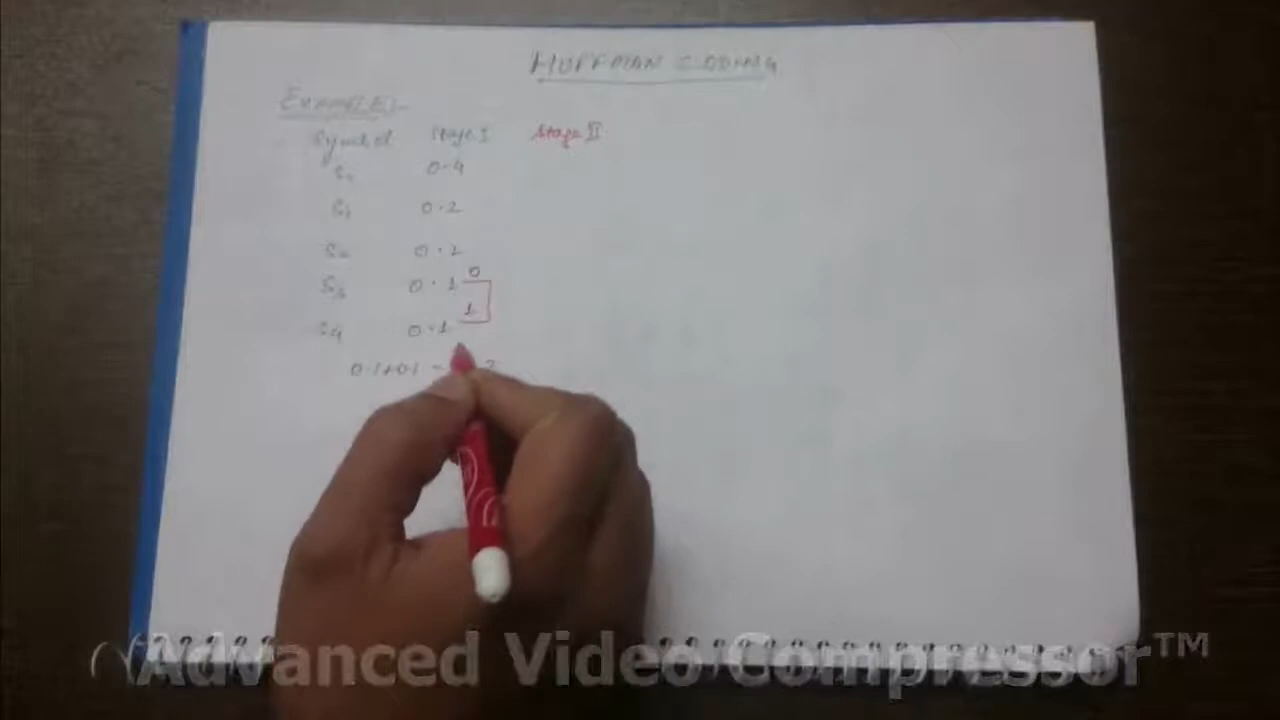 HUFFMAN CODING
EXAMPLE:-
Symbol Stage I Stage II
0.4
S1 0.2
S2 0.2
S3 0.1 0
S4 0.1 1
0.1+0.1 =
Advanced Video Compressor™